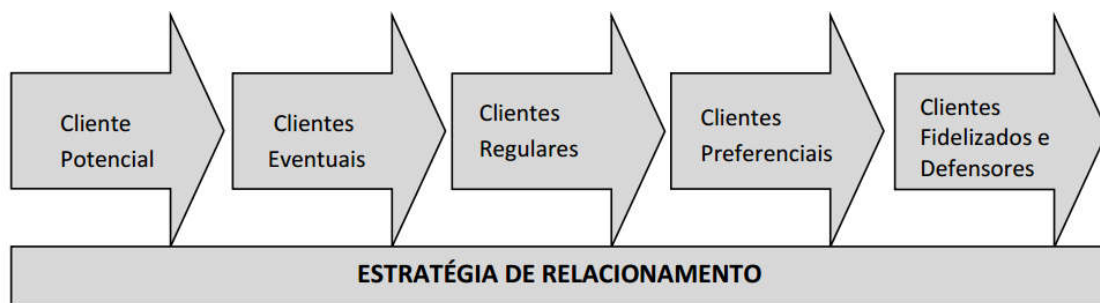 Cliente
Potencial
Clientes
Eventuais
Clientes
Regulares
Clientes
Preferenciais
Clientes
Fidelizados e
Defensores
ESTRATÉGIA DE RELACIONAMENTO